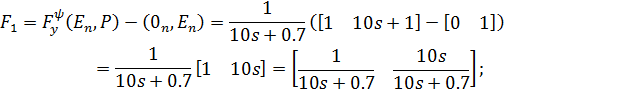 F₁ = F_y^ψ(E_n, P) − (0_n, E_n) = 1/(10s + 0.7) ([1 10s + 1] − [0 1])
= 1/(10s + 0.7) [1 10s] = [1/(10s + 0.7) 10s/(10s + 0.7)];